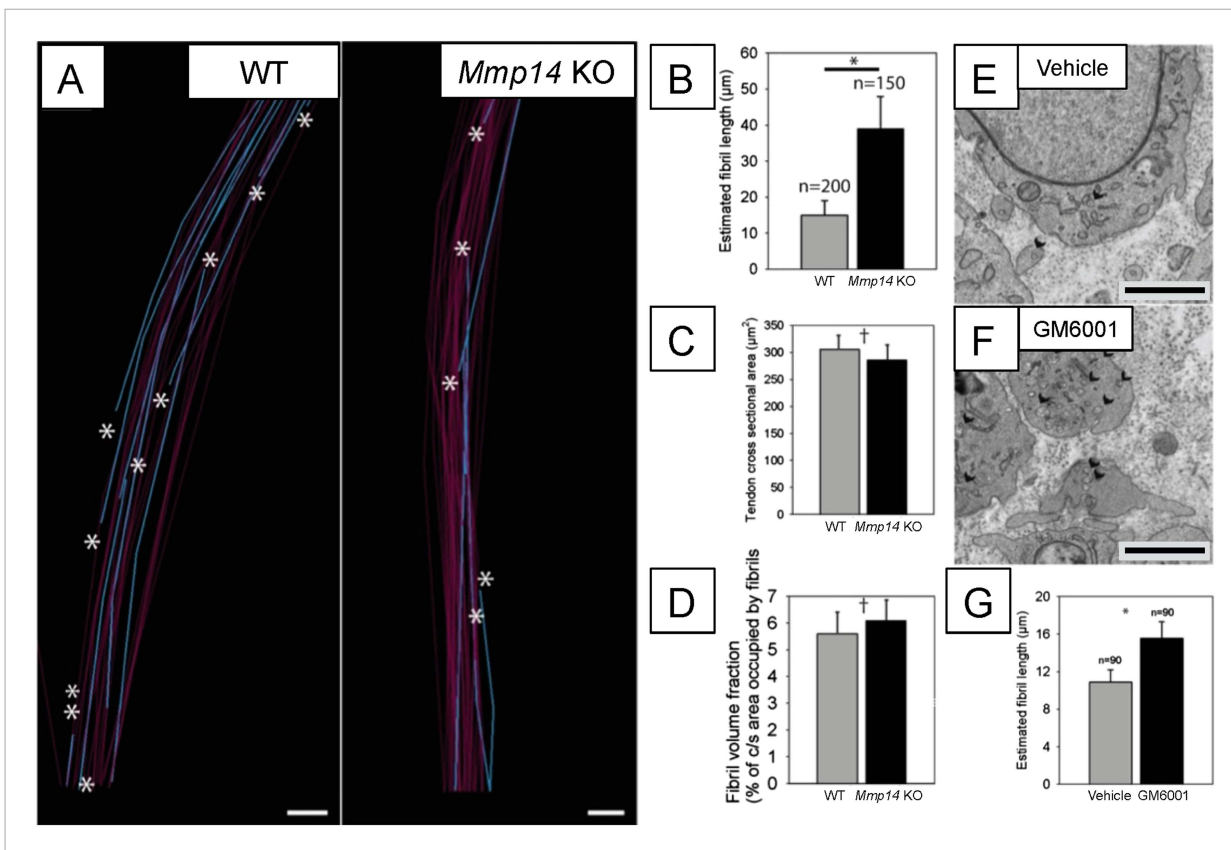 A
WT
Mmp14 KO
B
Estimated fibril length (µm)
60
50
40
30
20
10
0
*
n=200
n=150
WT Mmp14 KO
C
Tendon cross sectional area (µm²)
350
300
250
200
150
100
50
0
†
WT Mmp14 KO
D
Fibril volume fraction
(% of c/s area occupied by fibrils)
7
6
5
4
3
2
1
0
†
WT Mmp14 KO
E
Vehicle
F
GM6001
G
Estimated fibril length (µm)
20
16
12
8
4
0
*
n=90
n=90
Vehicle GM6001